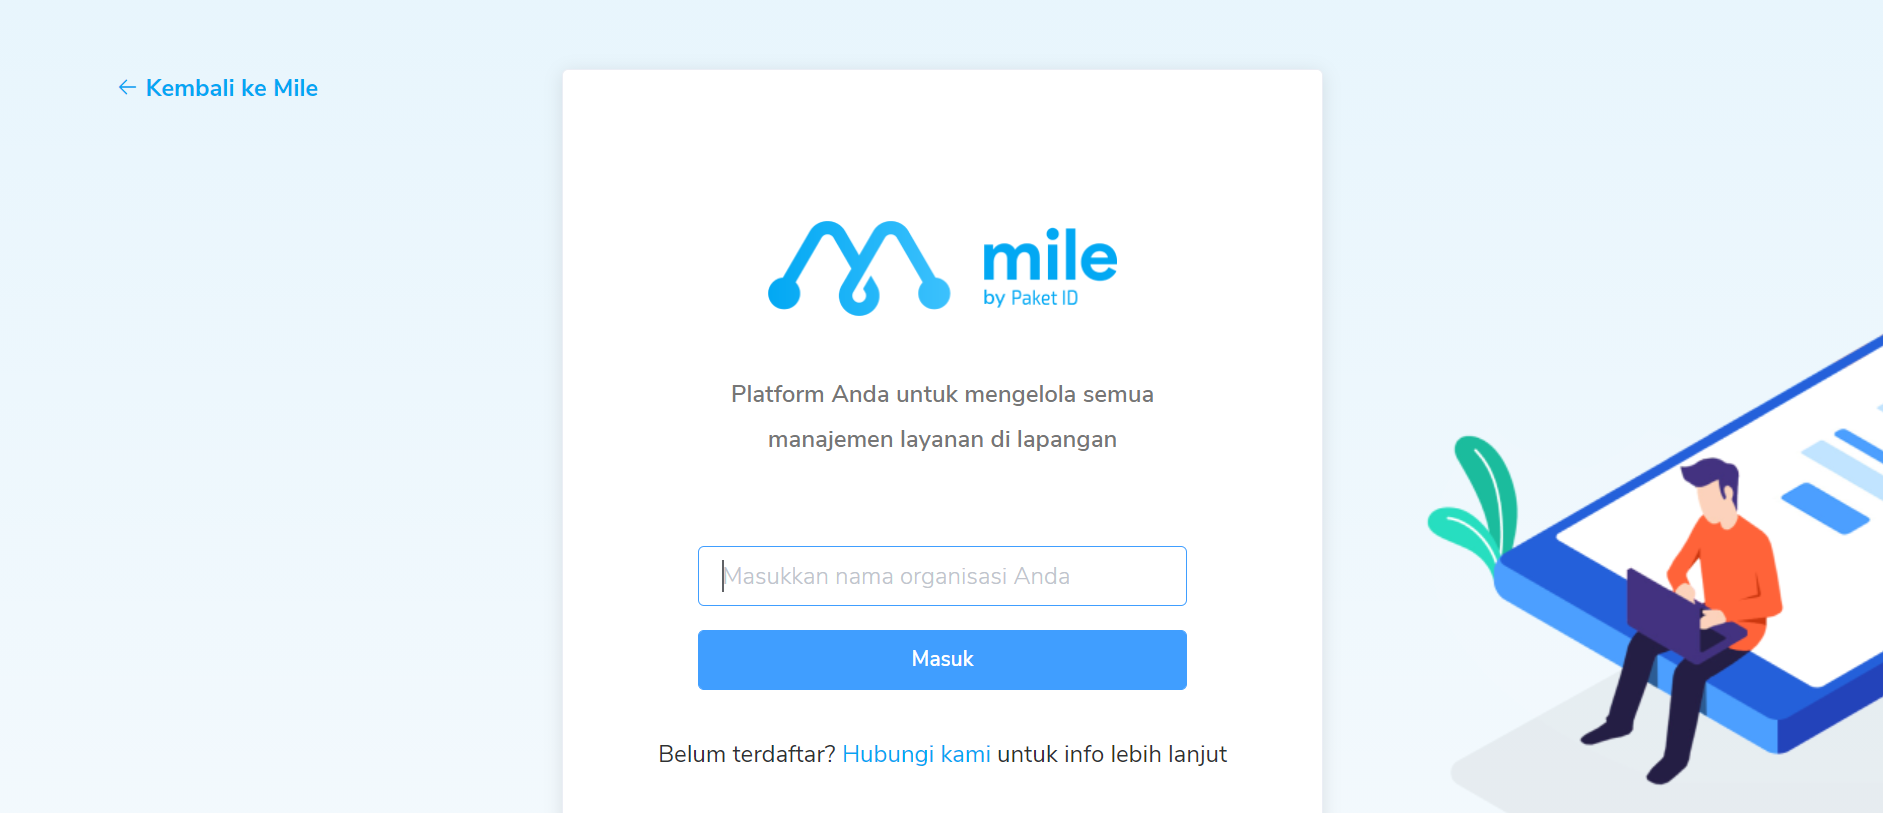 ← Kembali ke Mile
mile
by Paket ID
Platform Anda untuk mengelola semua
manajemen layanan di lapangan
Masukkan nama organisasi Anda
Masuk
Belum terdaftar? Hubungi kami untuk info lebih lanjut